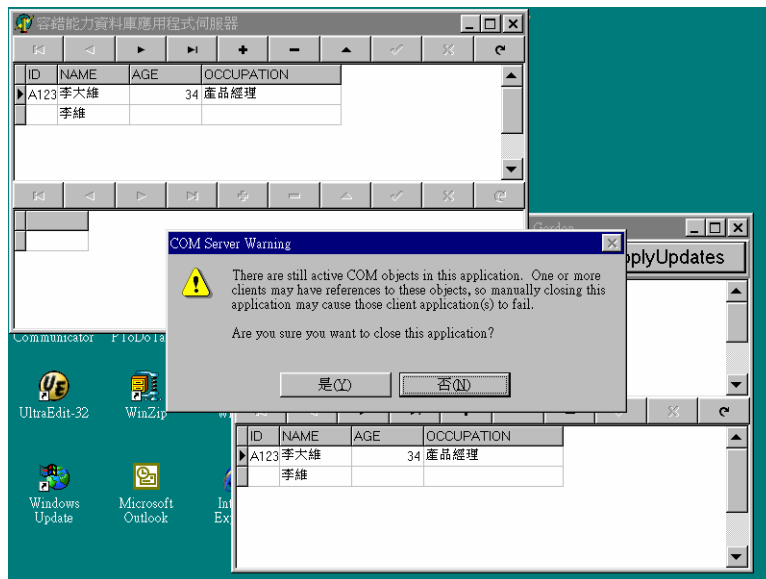 容錯能力資料庫應用程式伺服器
ID NAME AGE OCCUPATION
A123 李大維 34 產品經理
李維
COM Server Warning
There are still active COM objects in this application. One or more
clients may have references to these objects, so manually closing this
application may cause those client application(s) to fail.
Are you sure you want to close this application?
是(Y) 否(N)
Gordon
pplyUpdates
Communicator
UltraEdit-32 WinZip
ID NAME AGE OCCUPATION
A123 李大維 34 產品經理
李維
Windows
Update
Microsoft
Outlook
Int
Ex